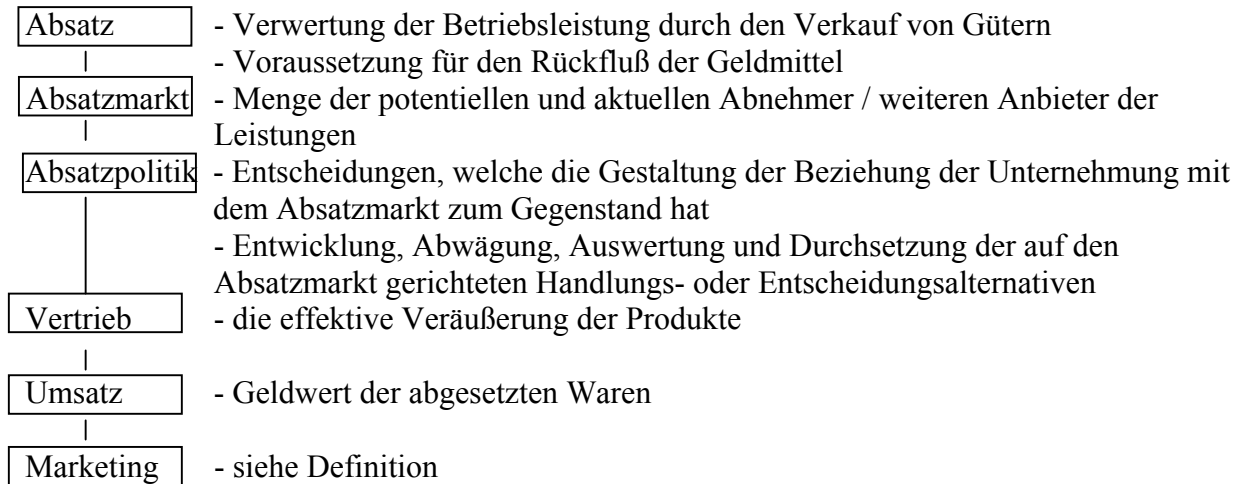 Absatz - Verwertung der Betriebsleistung durch den Verkauf von Gütern
- Voraussetzung für den Rückfluß der Geldmittel
Absatzmarkt - Menge der potentiellen und aktuellen Abnehmer / weiteren Anbieter der
Leistungen
Absatzpolitik - Entscheidungen, welche die Gestaltung der Beziehung der Unternehmung mit
dem Absatzmarkt zum Gegenstand hat
- Entwicklung, Abwägung, Auswertung und Durchsetzung der auf den
Absatzmarkt gerichteten Handlungs- oder Entscheidungsalternativen
Vertrieb - die effektive Veräußerung der Produkte
Umsatz - Geldwert der abgesetzten Waren
Marketing - siehe Definition